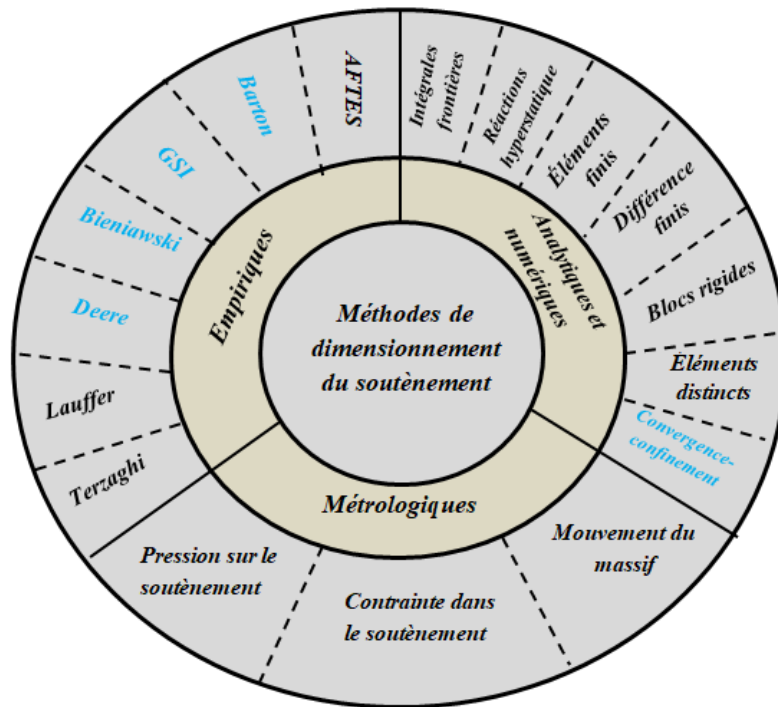 Méthodes de
dimensionnement
du soutènement
Empiriques
Analytiques et
numériques
Métrologiques
AFTES
Barton
GSI
Bieniawski
Deere
Lauffer
Terzaghi
Intégrales
frontières
Réactions
hyperstatique
Éléments
finis
Différence
finis
Blocs rigides
Éléments
distincts
Convergence-
confinement
Mouvement du
massif
Contrainte dans
le soutènement
Pression sur le
soutènement